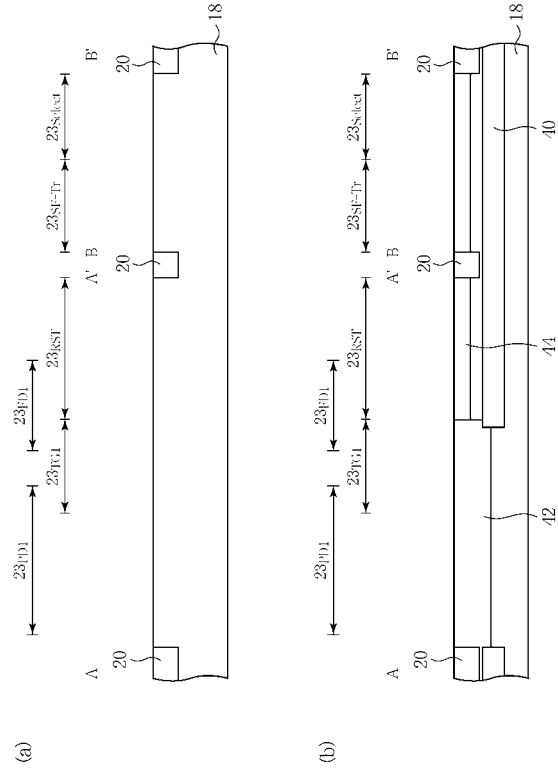 (a)
23PD1
23FD1
23TG1
23RST
23SF-Tr
23Select
A
A'
B
B'
20
20
20
18
(b)
23PD1
23FD1
23TG1
23RST
23SF-Tr
23Select
A
A'
B
B'
20
20
20
42
44
40
18